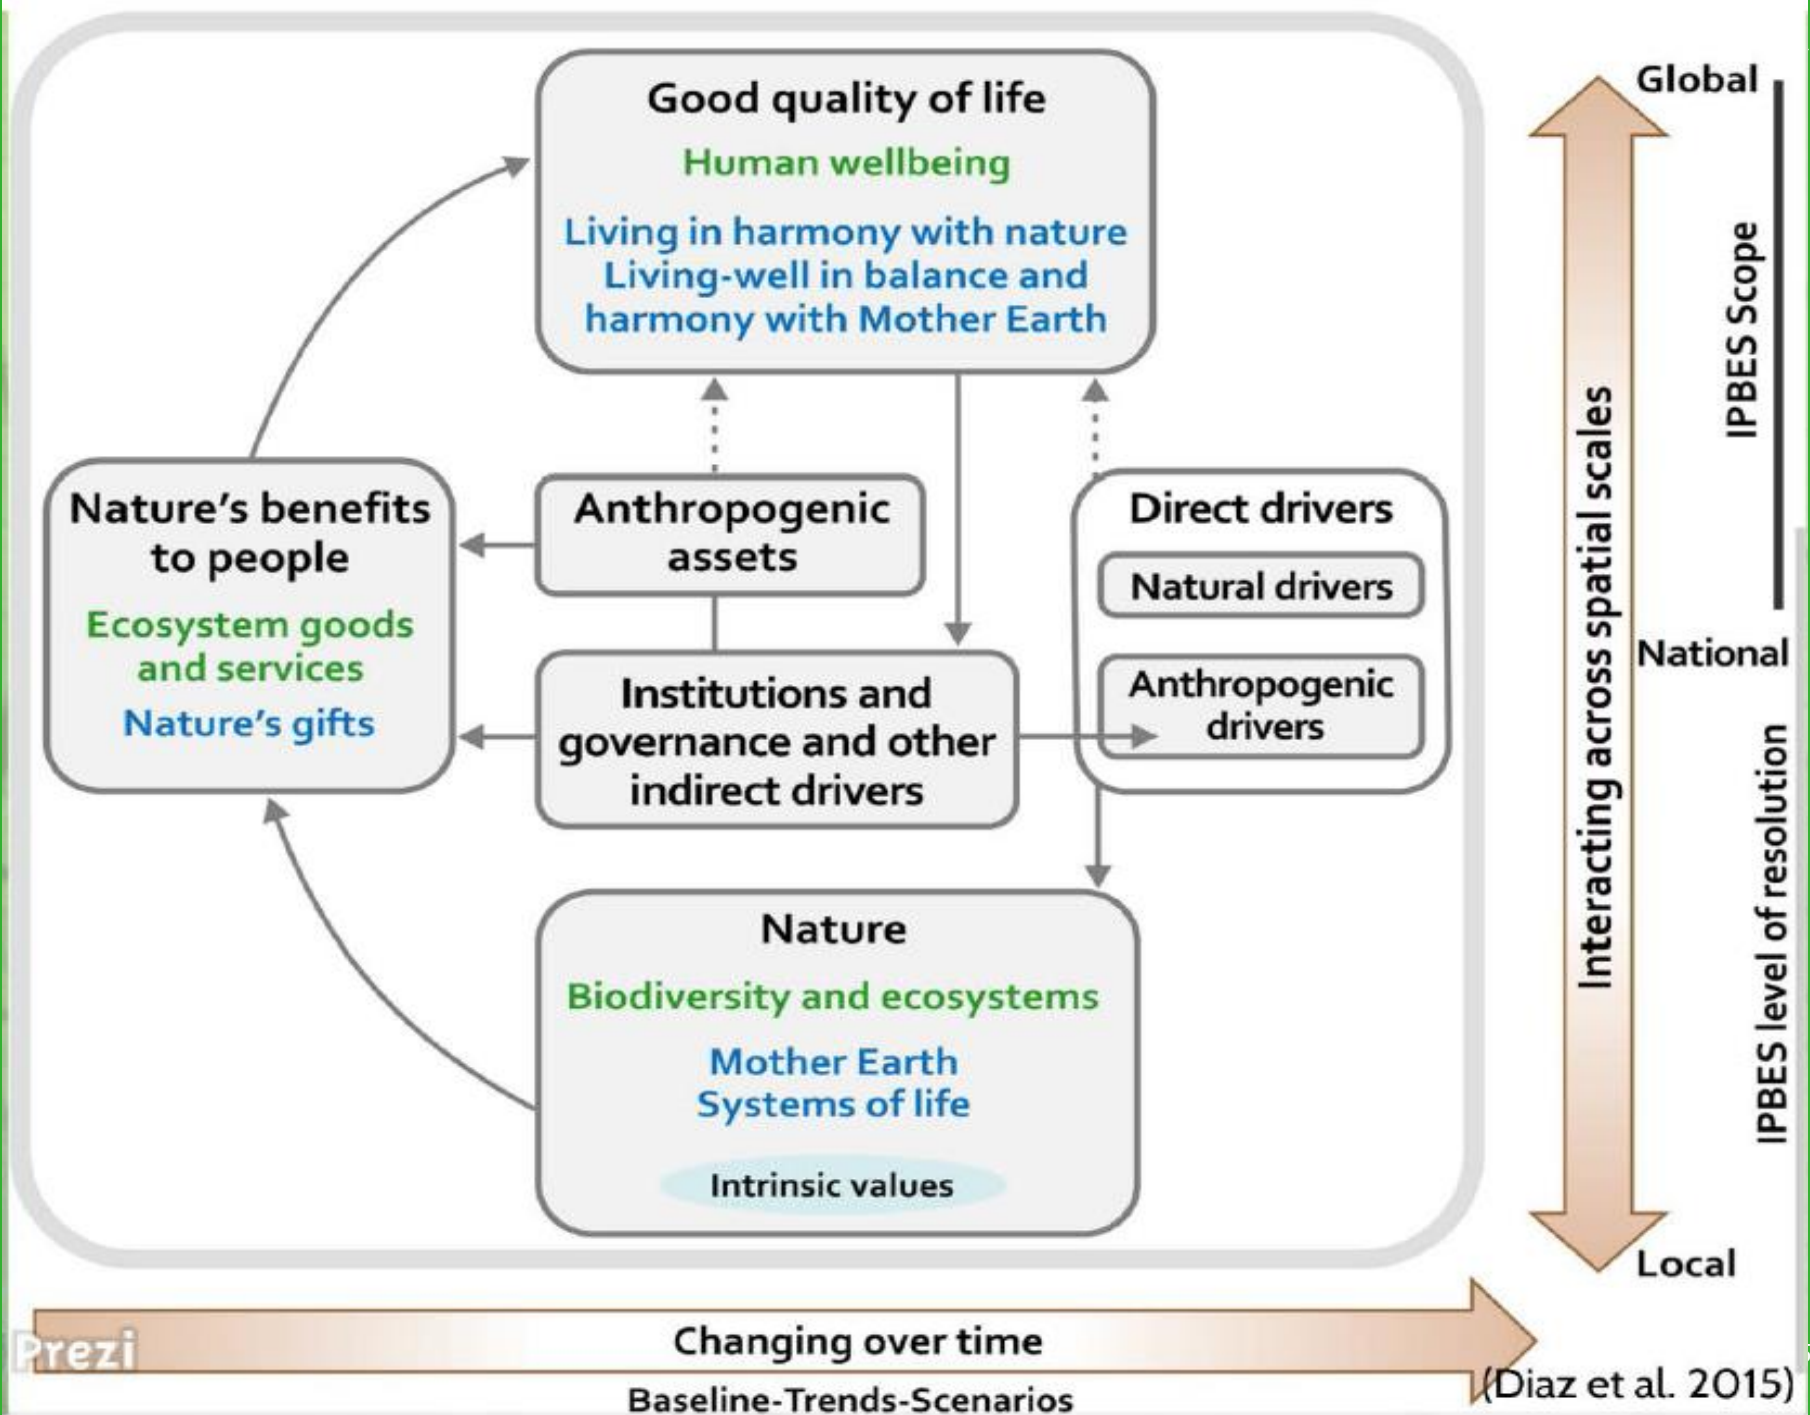 Good quality of life
Human wellbeing
Living in harmony with nature
Living-well in balance and
harmony with Mother Earth
Nature's benefits
to people
Ecosystem goods
and services
Nature's gifts
Anthropogenic
assets
Institutions and
governance and other
indirect drivers
Direct drivers
Natural drivers
Anthropogenic
drivers
Nature
Biodiversity and ecosystems
Mother Earth
Systems of life
Intrinsic values
Interacting across spatial scales
Global
IPBES Scope
National
IPBES level of resolution
Local
Prezi
Changing over time
Baseline-Trends-Scenarios
(Diaz et al. 2015)